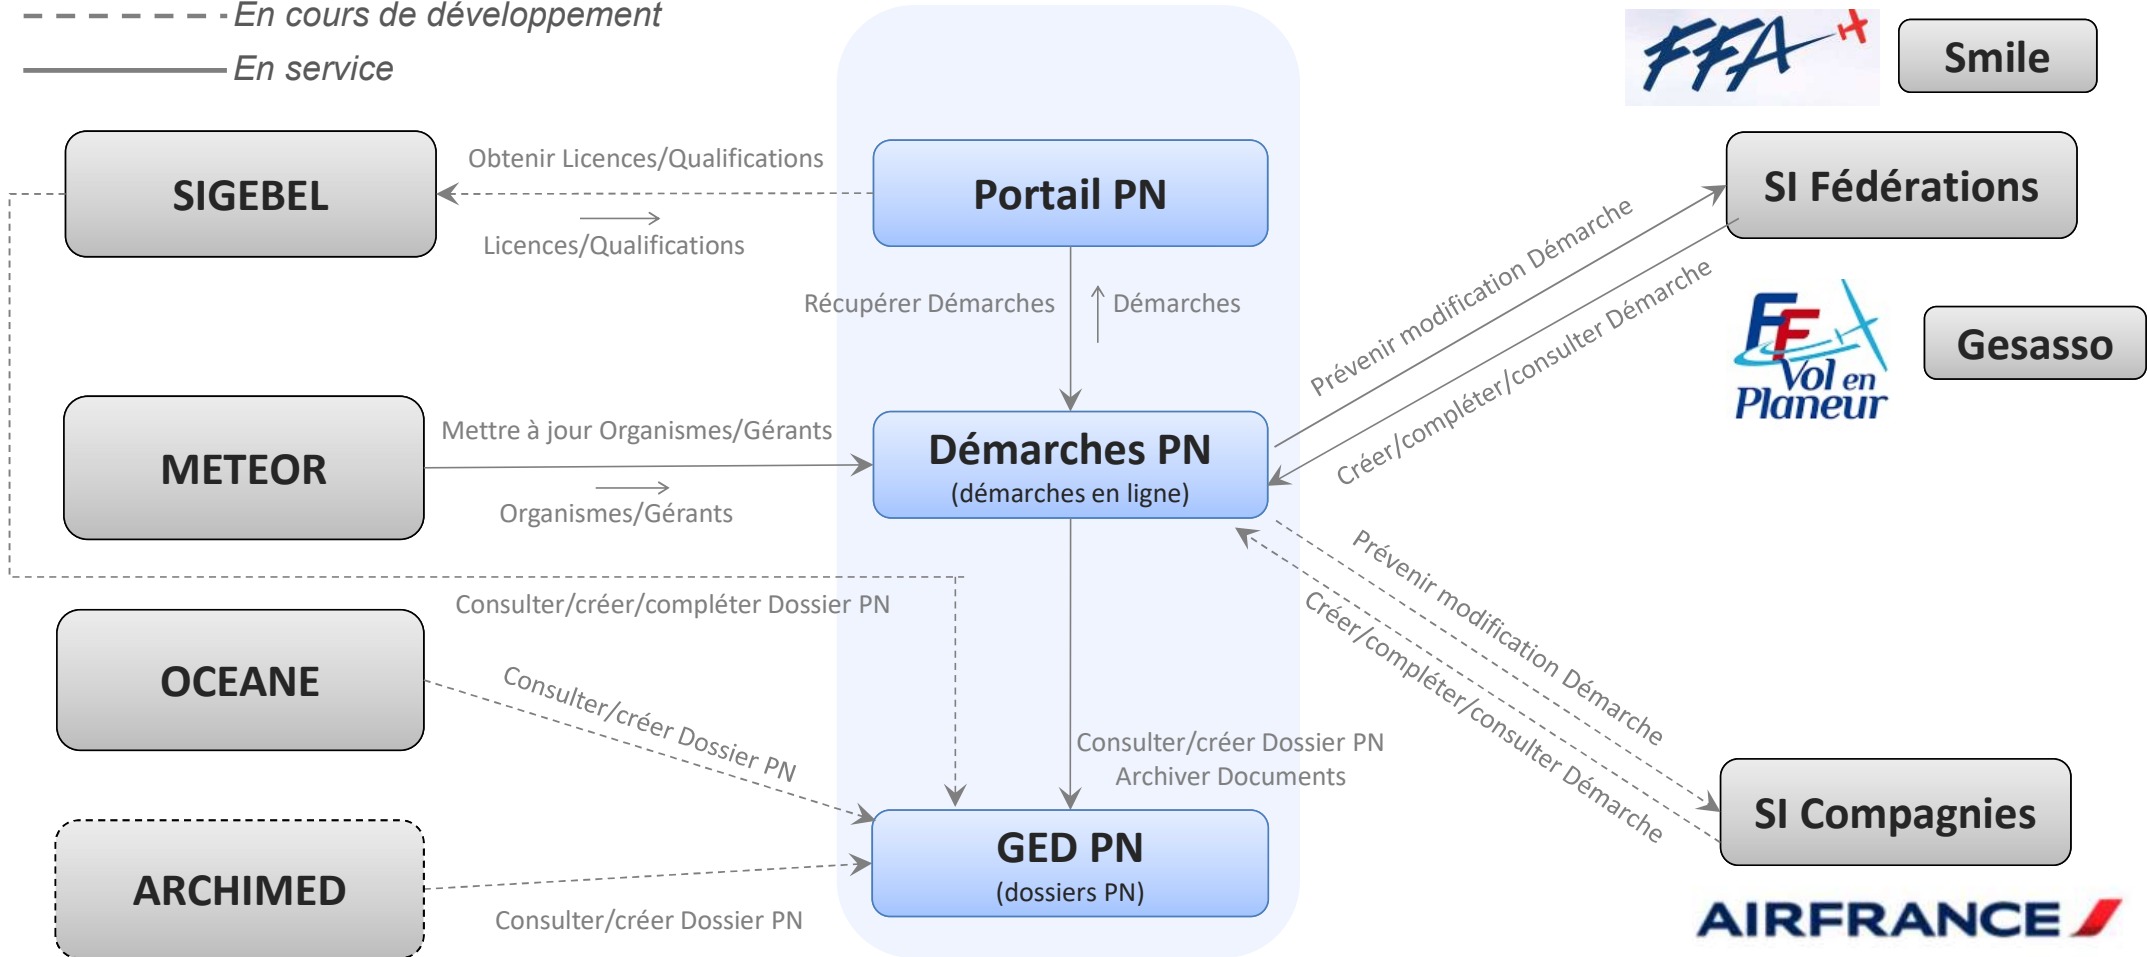 En cours de développement
En service
FFA
Smile
SIGEBEL
Obtenir Licences/Qualifications
Licences/Qualifications
Portail PN
SI Fédérations
Récupérer Démarches
Démarches
Prévenir modification Démarche
Créer/compléter/consulter Démarche
FF
Vol en
Planeur
Gesasso
METEOR
Mettre à jour Organismes/Gérants
Organismes/Gérants
Démarches PN
(démarches en ligne)
Consulter/créer/compléter Dossier PN
Prévenir modification Démarche
Créer/compléter/consulter Démarche
OCEANE
Consulter/créer Dossier PN
Consulter/créer Dossier PN
Archiver Documents
SI Compagnies
ARCHIMED
Consulter/créer Dossier PN
GED PN
(dossiers PN)
AIRFRANCE